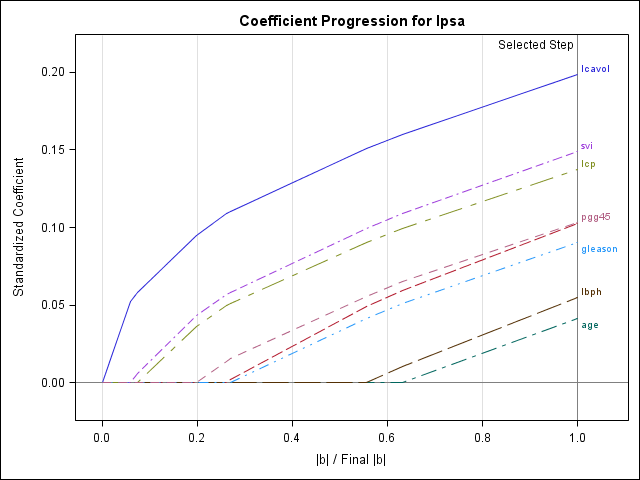 Coefficient Progression for lpsa
Selected Step
0.20
0.15
0.10
0.05
0.00
Standardized Coefficient
lcavol
svi
lcp
pgg45
gleason
lbph
age
0.0 0.2 0.4 0.6 0.8 1.0
|b| / Final |b|